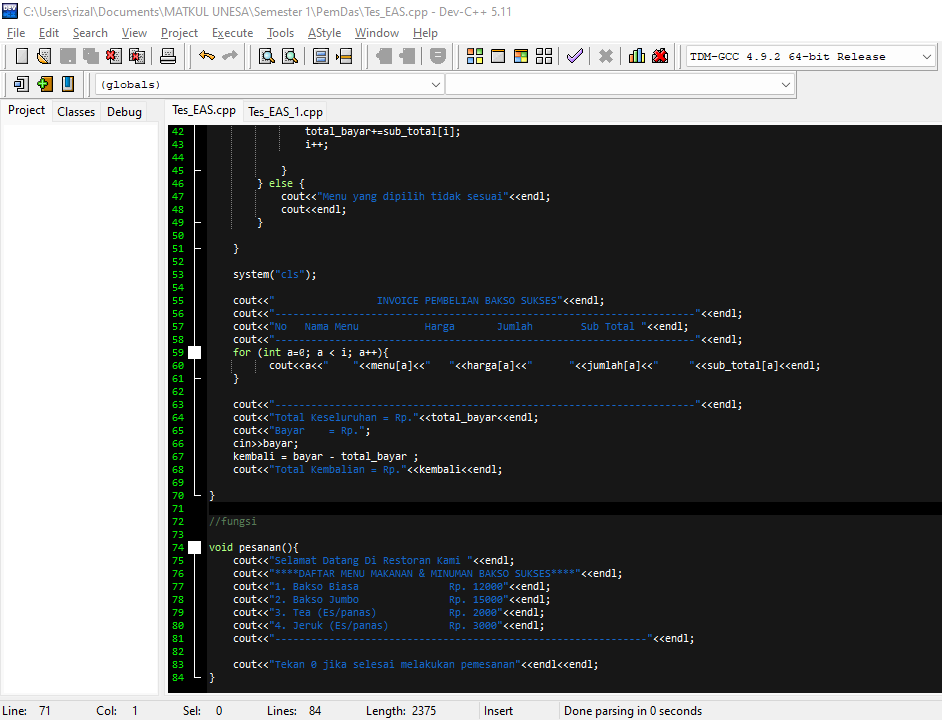 C:\Users\rizal\Documents\MATKUL UNESA\Semester 1\PemDas\Tes_EAS.cpp - Dev-C++ 5.11
File Edit Search View Project Execute Tools AStyle Window Help
TDM-GCC 4.9.2 64-bit Release
(globals)
Project Classes Debug
Tes_EAS.cpp Tes_EAS_1.cpp
42 total_bayar+=sub_total[i];
43 i++;
44
45 }
46 } else {
47 cout<<"Menu yang dipilih tidak sesuai"<<endl;
48 cout<<endl;
49 }
50
51 }
52
53 system("cls");
54
55 cout<<"                 INVOICE PEMBELIAN BAKSO SUKSES"<<endl;
56 cout<<"----------------------------------------------------------------------"<<endl;
57 cout<<"No   Nama Menu           Harga       Jumlah        Sub Total "<<endl;
58 cout<<"----------------------------------------------------------------------"<<endl;
59 for (int a=0; a < i; a++){
60 cout<<a<<"    "<<menu[a]<<"   "<<harga[a]<<"      "<<jumlah[a]<<"     "<<sub_total[a]<<endl;
61 }
62
63 cout<<"----------------------------------------------------------------------"<<endl;
64 cout<<"Total Keseluruhan = Rp."<<total_bayar<<endl;
65 cout<<"Bayar    = Rp.";
66 cin>>bayar;
67 kembali = bayar - total_bayar ;
68 cout<<"Total Kembalian = Rp."<<kembali<<endl;
69
70 }
71
72 //fungsi
73
74 void pesanan(){
75 cout<<"Selamat Datang Di Restoran Kami "<<endl;
76 cout<<"****DAFTAR MENU MAKANAN & MINUMAN BAKSO SUKSES****"<<endl;
77 cout<<"1. Bakso Biasa               Rp. 12000"<<endl;
78 cout<<"2. Bakso Jumbo               Rp. 15000"<<endl;
79 cout<<"3. Tea (Es/panas)            Rp. 2000"<<endl;
80 cout<<"4. Jeruk (Es/panas)          Rp. 3000"<<endl;
81 cout<<"--------------------------------------------------------------"<<endl;
82
83 cout<<"Tekan 0 jika selesai melakukan pemesanan"<<endl<<endl;
84 }
Line: 71 Col: 1 Sel: 0 Lines: 84 Length: 2375 Insert Done parsing in 0 seconds